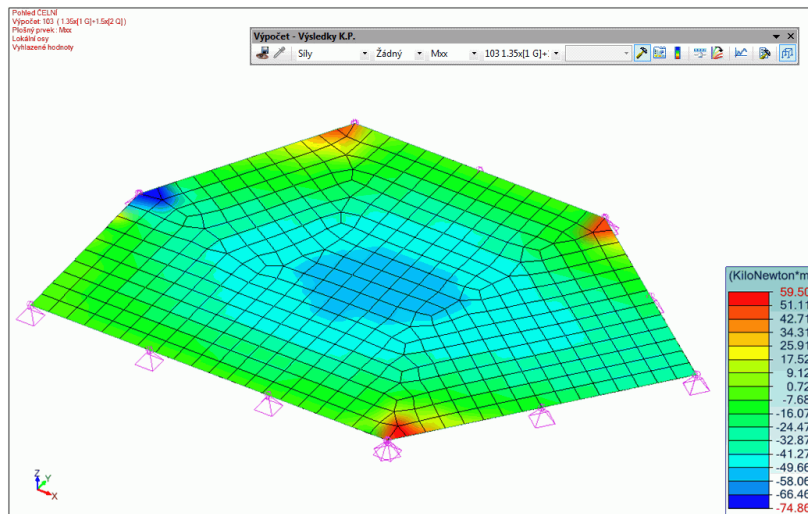 Pohled ČELNÍ
Výpočet: 103 (1.35x[1 G]+1.5x[2 Q])
Plošný prvek: Mxx
Lokální osy
Vyhlazené hodnoty
Výpočet - Výsledky K.P.
Síly Žádný Mxx 103 1.35x[1 G]+
(KiloNewton*m
59.50
51.11
42.71
34.31
25.91
17.52
9.12
0.72
-7.68
-16.07
-24.47
-32.87
-41.27
-49.66
-58.06
-66.46
-74.86
Z
Y
X